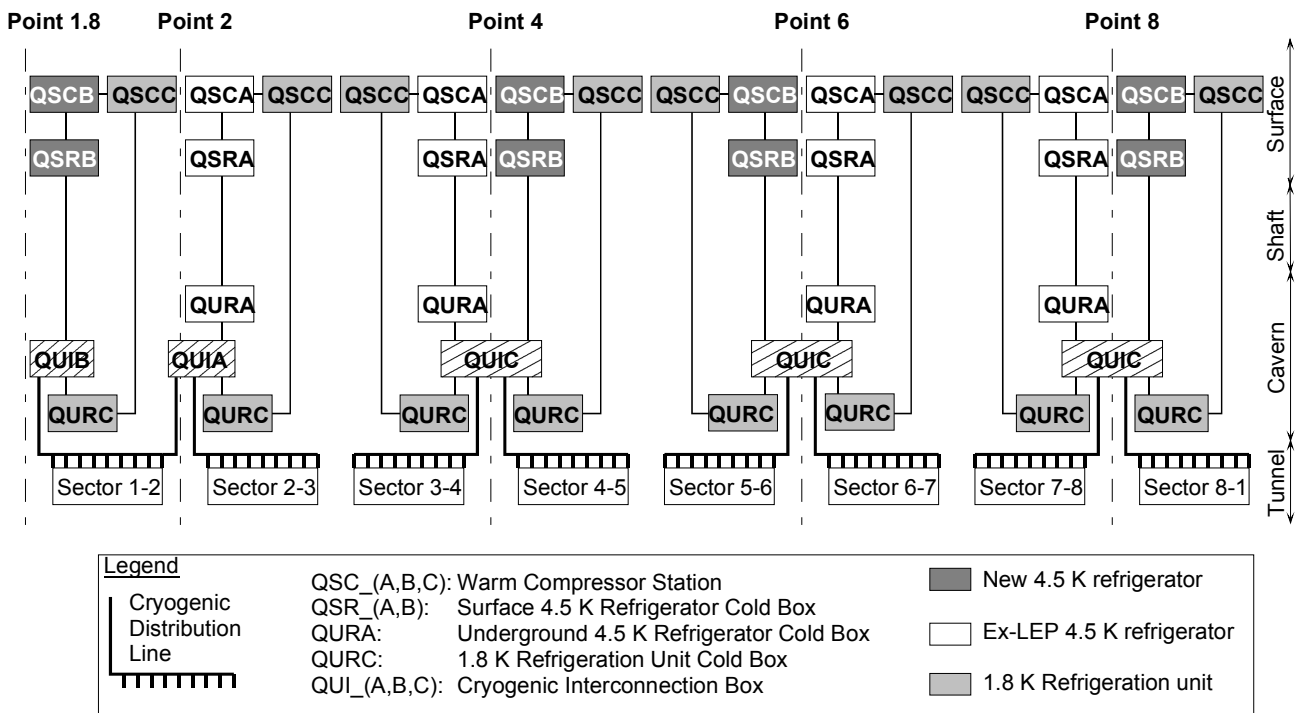 Point 1.8 Point 2 Point 4 Point 6 Point 8
QSCB QSCC QSCA QSCC QSCC QSCA QSCB QSCC QSCC QSCB QSCA QSCC QSCC QSCA QSCB QSCC
Surface
QSRB QSRA QSRA QSRB QSRB QSRA QSRA QSRB
Shaft
QURA QURA QURA QURA
Cavern
QUIB QUIA QUIC QUIC QUIC
QURC QURC QURC QURC QURC QURC QURC QURC
Tunnel
Sector 1-2 Sector 2-3 Sector 3-4 Sector 4-5 Sector 5-6 Sector 6-7 Sector 7-8 Sector 8-1
Legend
Cryogenic
Distribution
Line
QSC_(A,B,C): Warm Compressor Station
QSR_(A,B): Surface 4.5 K Refrigerator Cold Box
QURA: Underground 4.5 K Refrigerator Cold Box
QURC: 1.8 K Refrigeration Unit Cold Box
QUI_(A,B,C): Cryogenic Interconnection Box
New 4.5 K refrigerator
Ex-LEP 4.5 K refrigerator
1.8 K Refrigeration unit